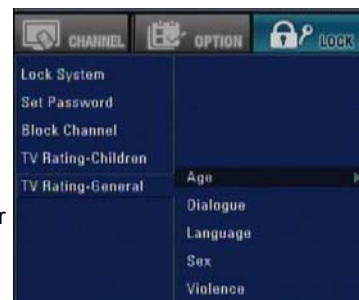 CHANNEL OPTION LOCK
Lock System
Set Password
Block Channel
TV Rating-Children
TV Rating-General Age
r
Dialogue
Language
Sex
Violence